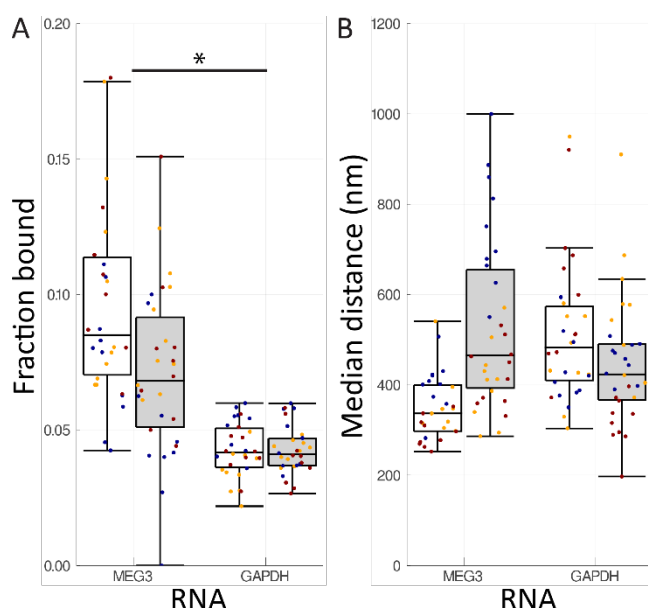 A
B
*
Fraction bound
0.20
0.15
0.10
0.05
0.00
MEG3
GAPDH
RNA
Median distance (nm)
1200
1000
800
600
400
200
0
MEG3
GAPDH
RNA